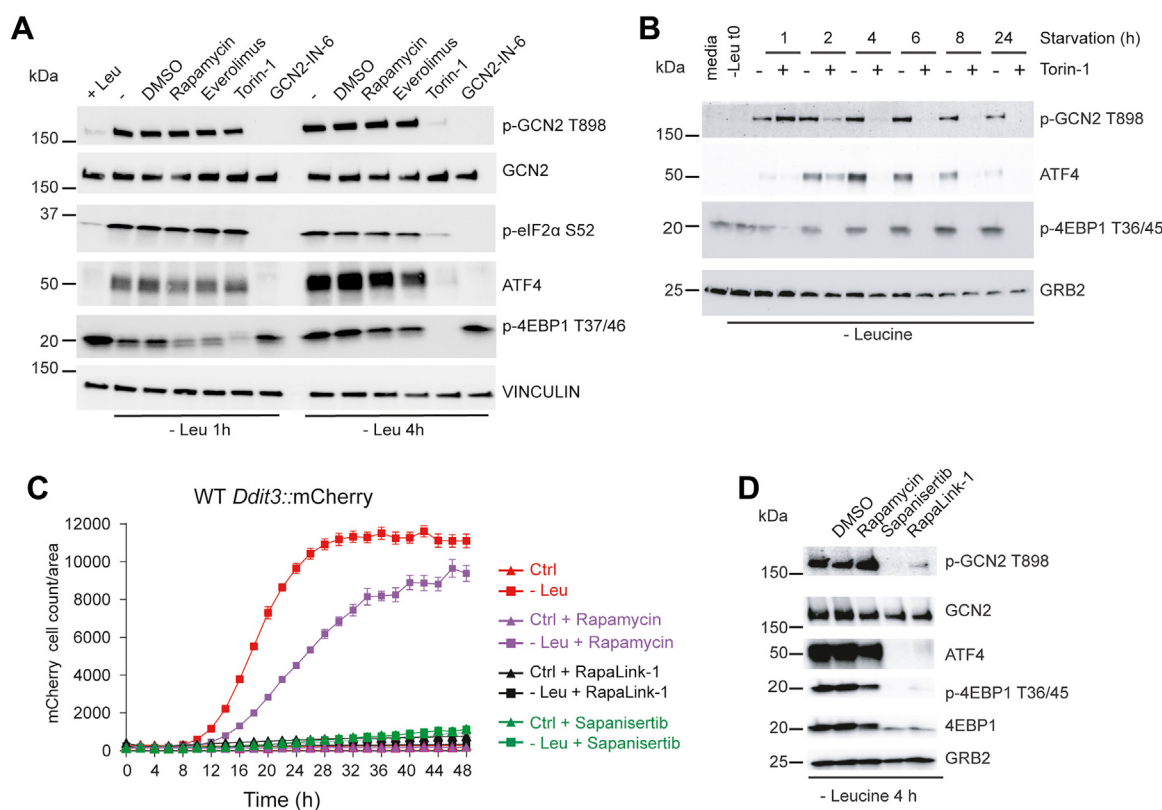 A
kDa
+ Leu
-
DMSO
Rapamycin
Everolimus
Torin-1
GCN2-IN-6
-
DMSO
Rapamycin
Everolimus
Torin-1
GCN2-IN-6
150
p-GCN2 T898
150
GCN2
37
p-eIF2α S52
50
ATF4
20
p-4EBP1 T37/46
150
VINCULIN
- Leu 1h
- Leu 4h
B
kDa
media
-Leu t0
1 2 4 6 8 24 Starvation (h)
- + - + - + - + - + - + Torin-1
150
p-GCN2 T898
50
ATF4
20
p-4EBP1 T36/45
25
GRB2
- Leucine
C
WT Ddit3::mCherry
mCherry cell count/area
12000
10000
8000
6000
4000
2000
0
0 4 8 12 16 20 24 28 32 36 40 44 48
Time (h)
Ctrl
- Leu
Ctrl + Rapamycin
- Leu + Rapamycin
Ctrl + RapaLink-1
- Leu + RapaLink-1
Ctrl + Sapanisertib
- Leu + Sapanisertib
D
kDa
DMSO
Rapamycin
Sapanisertib
RapaLink-1
150
p-GCN2 T898
150
GCN2
50
ATF4
20
p-4EBP1 T36/45
20
4EBP1
25
GRB2
- Leucine 4 h